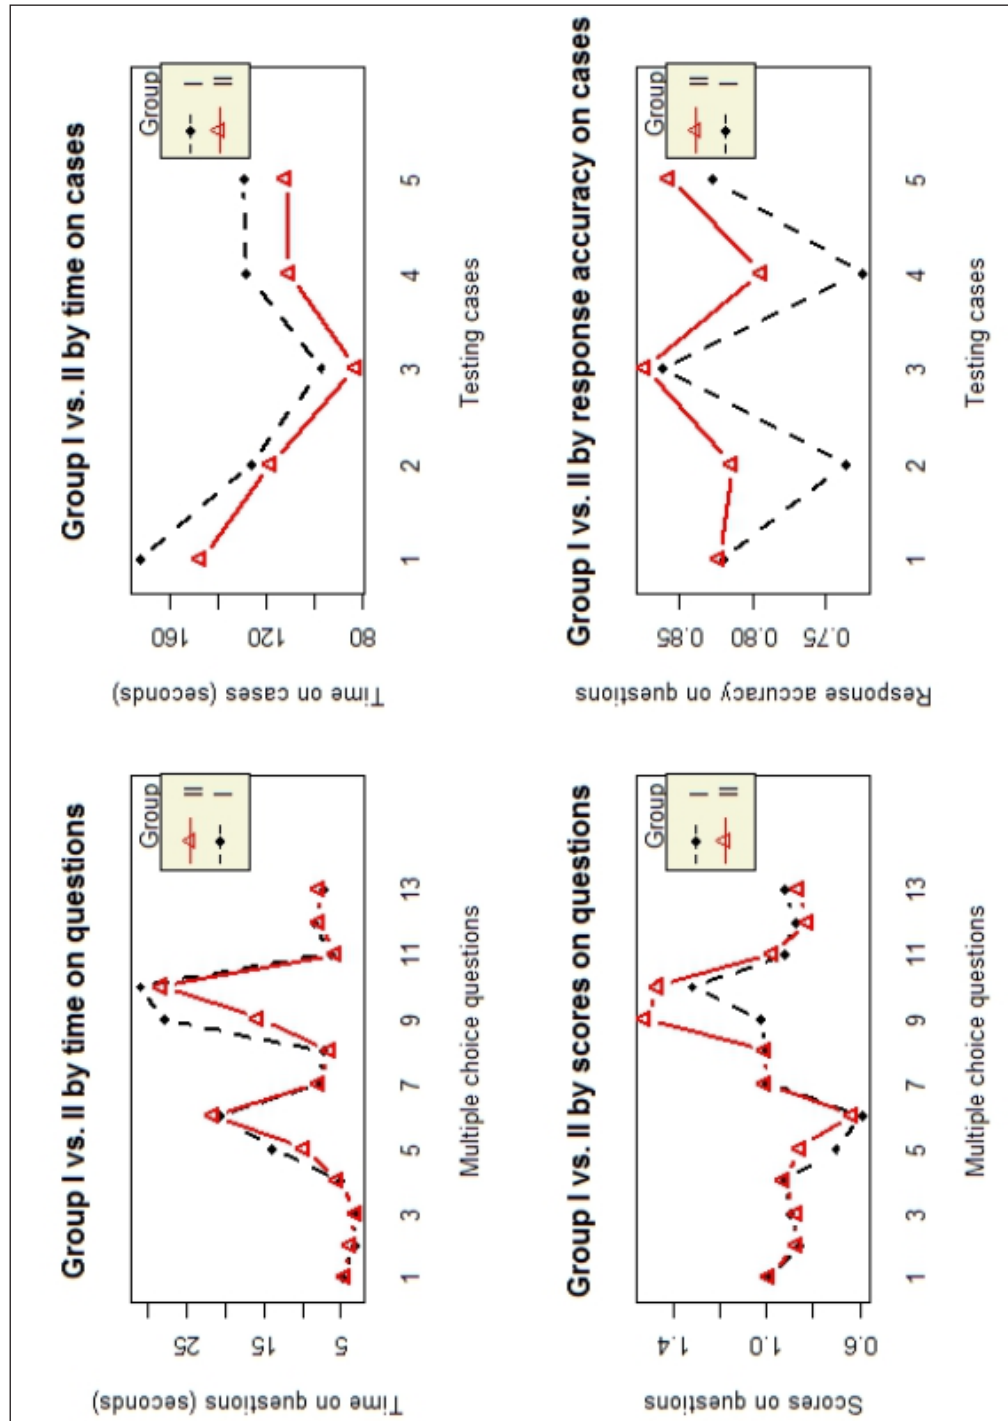 Group I vs. II by time on questions
Time on questions (seconds)
5
15
25
1
3
5
7
9
11
13
Multiple choice questions
Group
II
I
Group I vs. II by time on cases
Time on cases (seconds)
80
120
160
1
2
3
4
5
Testing cases
Group
I
II
Group I vs. II by scores on questions
Scores on questions
0.6
1.0
1.4
1
3
5
7
9
11
13
Multiple choice questions
Group
I
II
Group I vs. II by response accuracy on cases
Response accuracy on questions
0.75
0.80
0.85
1
2
3
4
5
Testing cases
Group
II
I